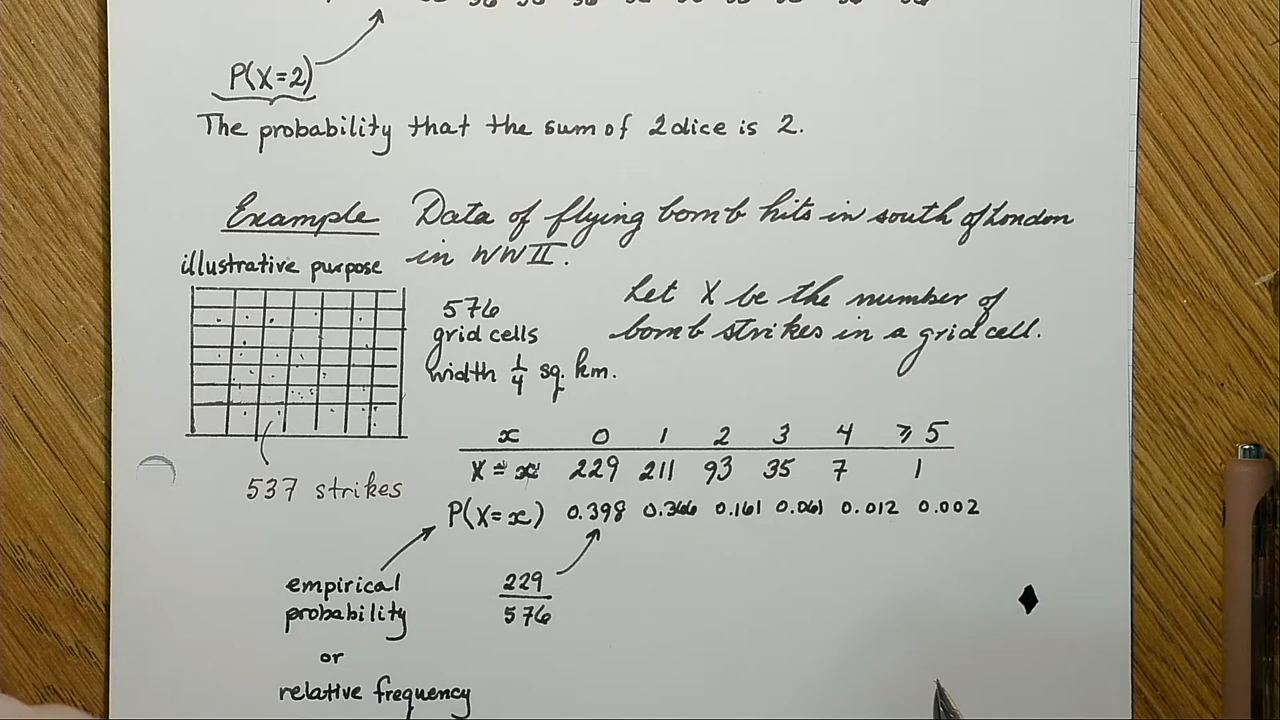 P(X=2)
The probability that the sum of 2 dice is 2.
Example Data of flying bomb hits in south of London
in WWII.
illustrative purpose
576
grid cells
width 1/4 sq. km.
Let X be the number of
bomb strikes in a grid cell.
537 strikes
x 0 1 2 3 4 ≥ 5
X = x 229 211 93 35 7 1
P(X=x) 0.398 0.366 0.161 0.061 0.012 0.002
empirical
probability
or
relative frequency
229
576